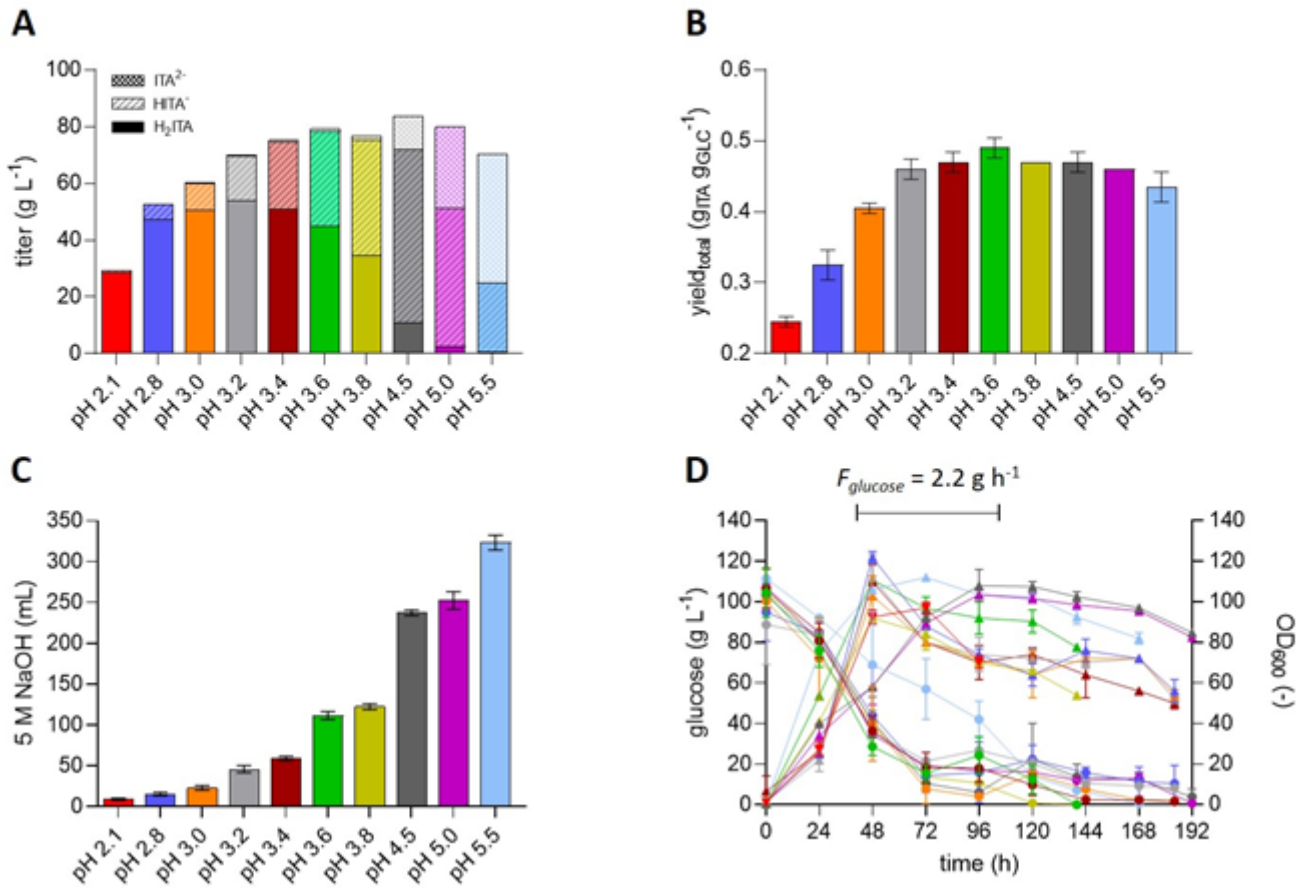 A
titer (g L⁻¹)
100
80
60
40
20
0
ITA²⁻
HITA⁻
H₂ITA
pH 2.1
pH 2.8
pH 3.0
pH 3.2
pH 3.4
pH 3.6
pH 3.8
pH 4.5
pH 5.0
pH 5.5
B
yield_total (g_ITA g_GLC⁻¹)
0.6
0.5
0.4
0.3
0.2
pH 2.1
pH 2.8
pH 3.0
pH 3.2
pH 3.4
pH 3.6
pH 3.8
pH 4.5
pH 5.0
pH 5.5
C
5 M NaOH (mL)
350
300
250
200
150
100
50
0
pH 2.1
pH 2.8
pH 3.0
pH 3.2
pH 3.4
pH 3.6
pH 3.8
pH 4.5
pH 5.0
pH 5.5
D
F_glucose = 2.2 g h⁻¹
glucose (g L⁻¹)
140
120
100
80
60
40
20
0
140
120
100
80
60
40
20
0
OD₆₀₀ (-)
0
24
48
72
96
120
144
168
192
time (h)